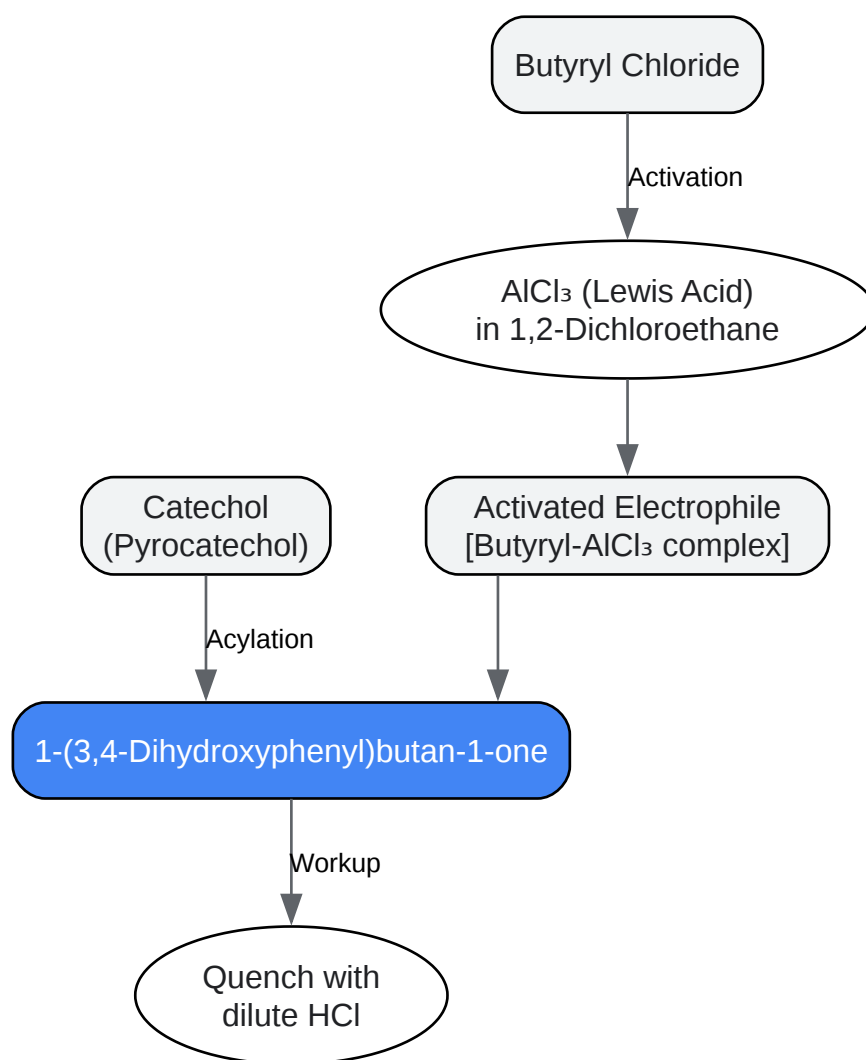 Butyryl Chloride
Activation
AlCl₃ (Lewis Acid)
in 1,2-Dichloroethane
Catechol
(Pyrocatechol)
Activated Electrophile
[Butyryl-AlCl₃ complex]
Acylation
1-(3,4-Dihydroxyphenyl)butan-1-one
Workup
Quench with
dilute HCl